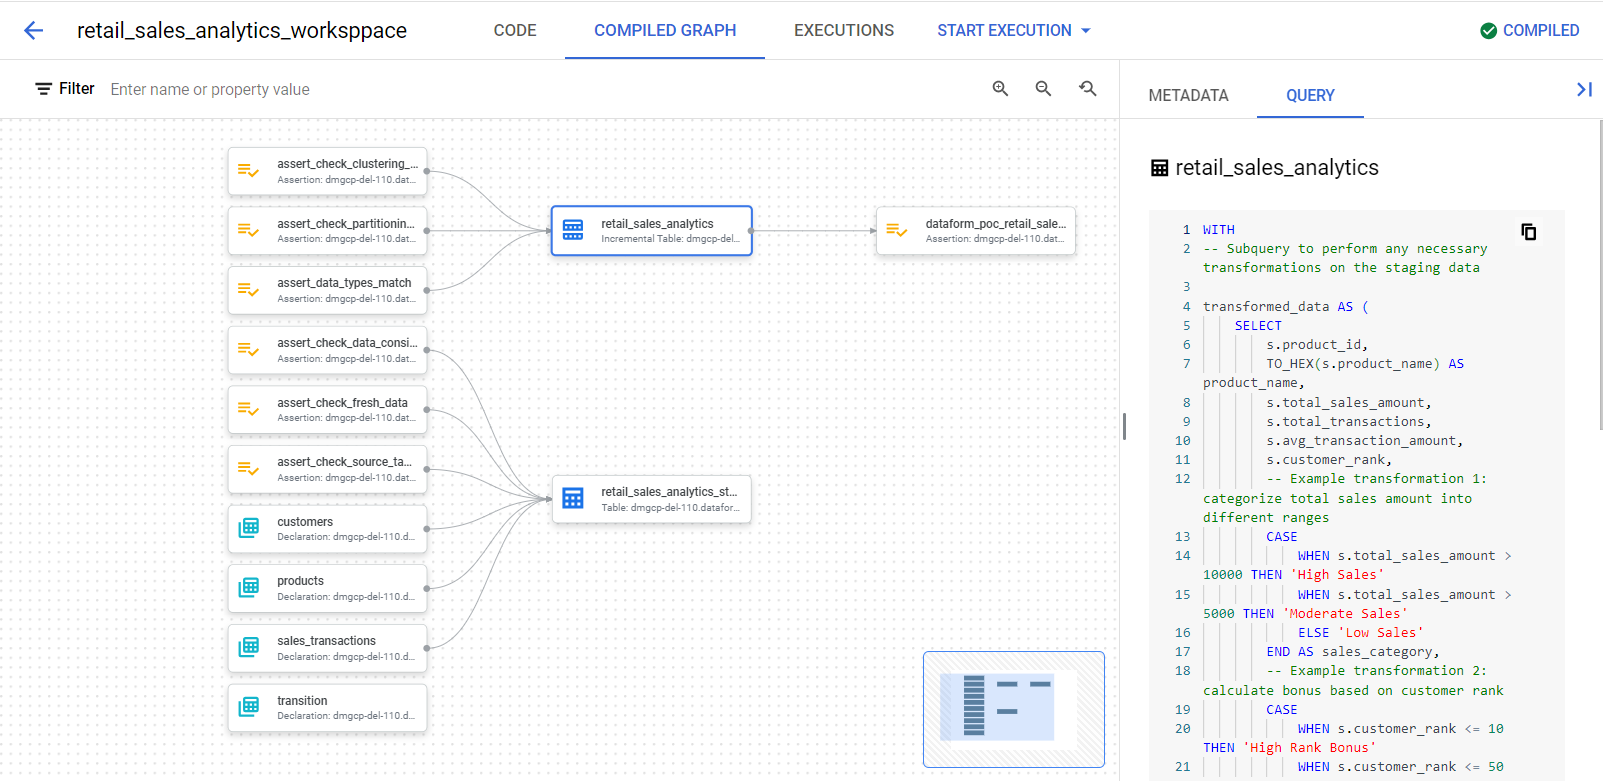 retail_sales_analytics_worksppace
CODE
COMPILED GRAPH
EXECUTIONS
START EXECUTION
COMPILED
Filter
Enter name or property value
METADATA
QUERY
assert_check_clustering_...
Assertion: dmgcp-del-110.dat...
assert_check_partitionin...
Assertion: dmgcp-del-110.dat...
assert_data_types_match
Assertion: dmgcp-del-110.dat...
assert_check_data_consi...
Assertion: dmgcp-del-110.dat...
assert_check_fresh_data
Assertion: dmgcp-del-110.dat...
assert_check_source_ta...
Assertion: dmgcp-del-110.dat...
customers
Declaration: dmgcp-del-110.d...
products
Declaration: dmgcp-del-110.d...
sales_transactions
Declaration: dmgcp-del-110.d...
transition
Declaration: dmgcp-del-110.d...
retail_sales_analytics
Incremental Table: dmgcp-del...
retail_sales_analytics_st...
Table: dmgcp-del-110.datafor...
dataform_poc_retail_sale...
Assertion: dmgcp-del-110.dat...
retail_sales_analytics
1 WITH
2 -- Subquery to perform any necessary
transformations on the staging data
3
4 transformed_data AS (
5 SELECT
6 s.product_id,
7 TO_HEX(s.product_name) AS
product_name,
8 s.total_sales_amount,
9 s.total_transactions,
10 s.avg_transaction_amount,
11 s.customer_rank,
12 -- Example transformation 1:
categorize total sales amount into
different ranges
13 CASE
14 WHEN s.total_sales_amount >
10000 THEN 'High Sales'
15 WHEN s.total_sales_amount >
5000 THEN 'Moderate Sales'
16 ELSE 'Low Sales'
17 END AS sales_category,
18 -- Example transformation 2:
calculate bonus based on customer rank
19 CASE
20 WHEN s.customer_rank <= 10
THEN 'High Rank Bonus'
21 WHEN s.customer_rank <= 50